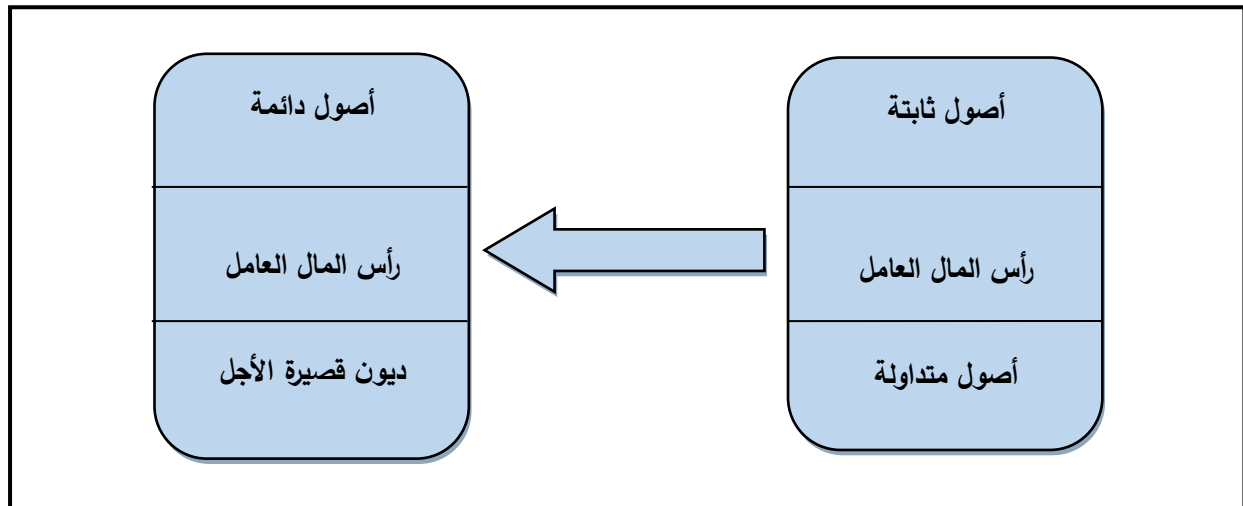 أصول ثابتة
رأس المال العامل
أصول متداولة
أصول دائمة
رأس المال العامل
ديون قصيرة الأجل